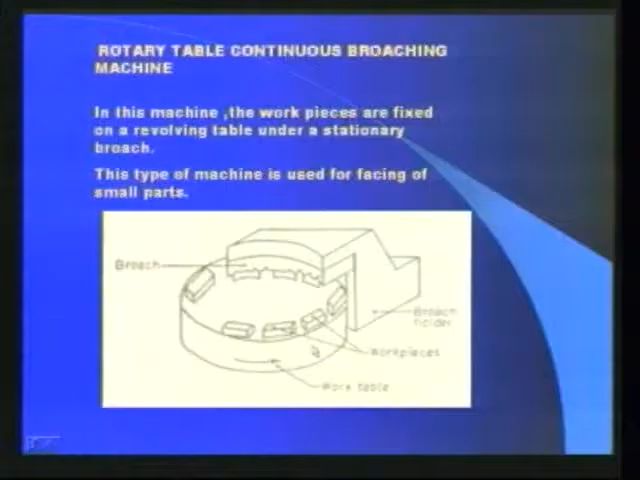 ROTARY TABLE CONTINUOUS BROACHING
MACHINE
In this machine ,the work pieces are fixed
on a revolving table under a stationary
broach.
This type of machine is used for facing of
small parts.
Broach
Broach
holder
Workpieces
Work table